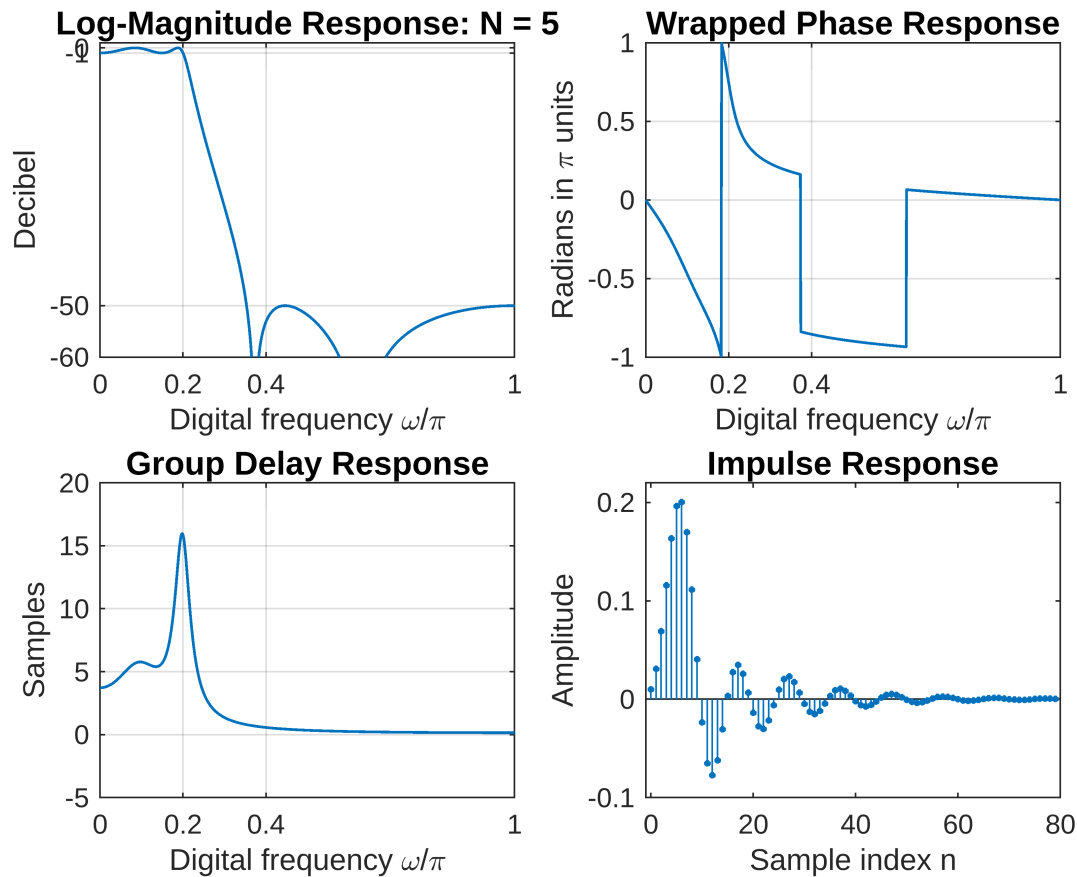 Log-Magnitude Response: N = 5
0
-1
-50
-60
Decibel
0 0.2 0.4 1
Digital frequency ω/π
Wrapped Phase Response
1
0.5
0
-0.5
-1
Radians in π units
0 0.2 0.4 1
Digital frequency ω/π
Group Delay Response
20
15
10
5
0
-5
Samples
0 0.2 0.4 1
Digital frequency ω/π
Impulse Response
0.2
0.1
0
-0.1
Amplitude
0 20 40 60 80
Sample index n